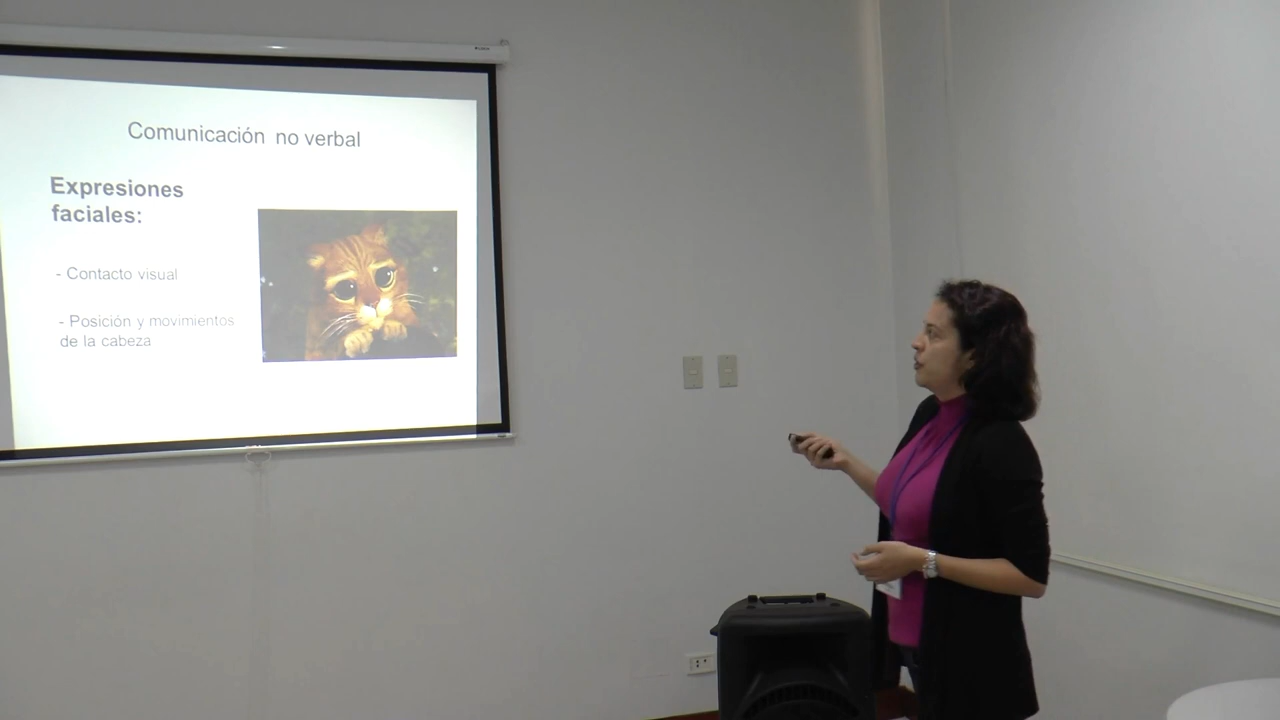 Comunicación no verbal
Expresiones
faciales:
- Contacto visual
- Posición y movimientos
de la cabeza